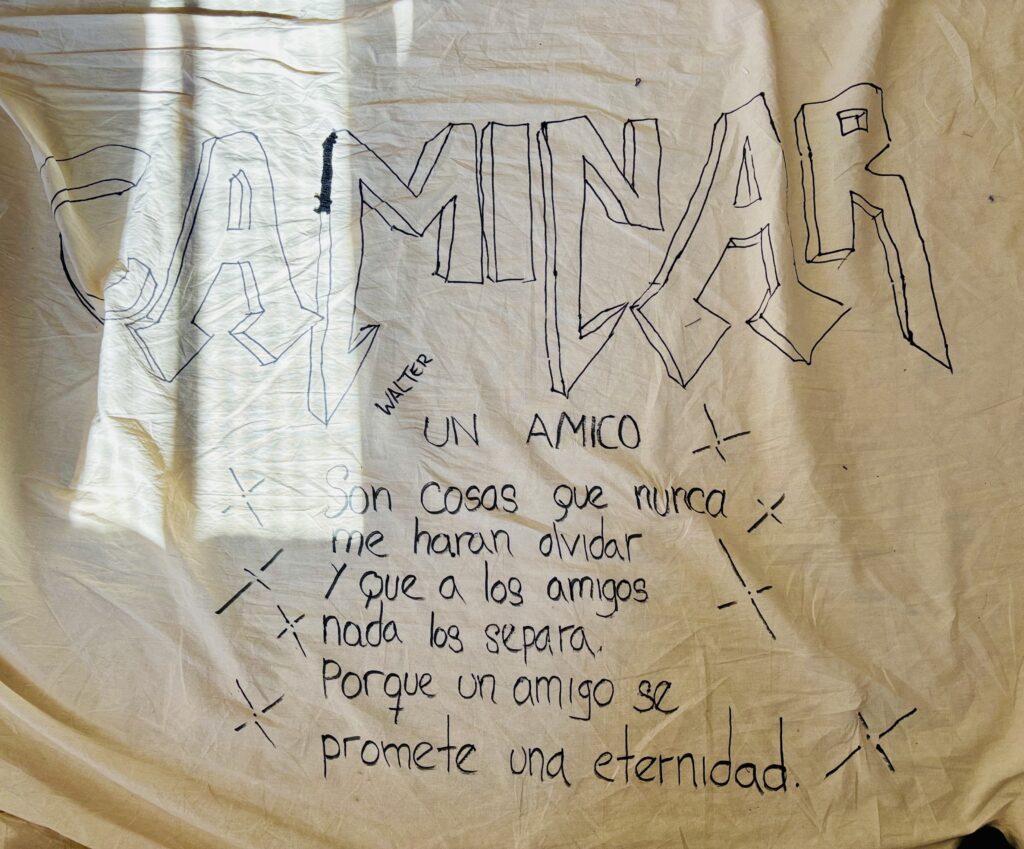 CAMINAR
WALTER
UN AMICO
Son cosas que nunca
me haran olvidar
Y que a los amigos
nada los separa.
Porque un amigo se
promete una eternidad.